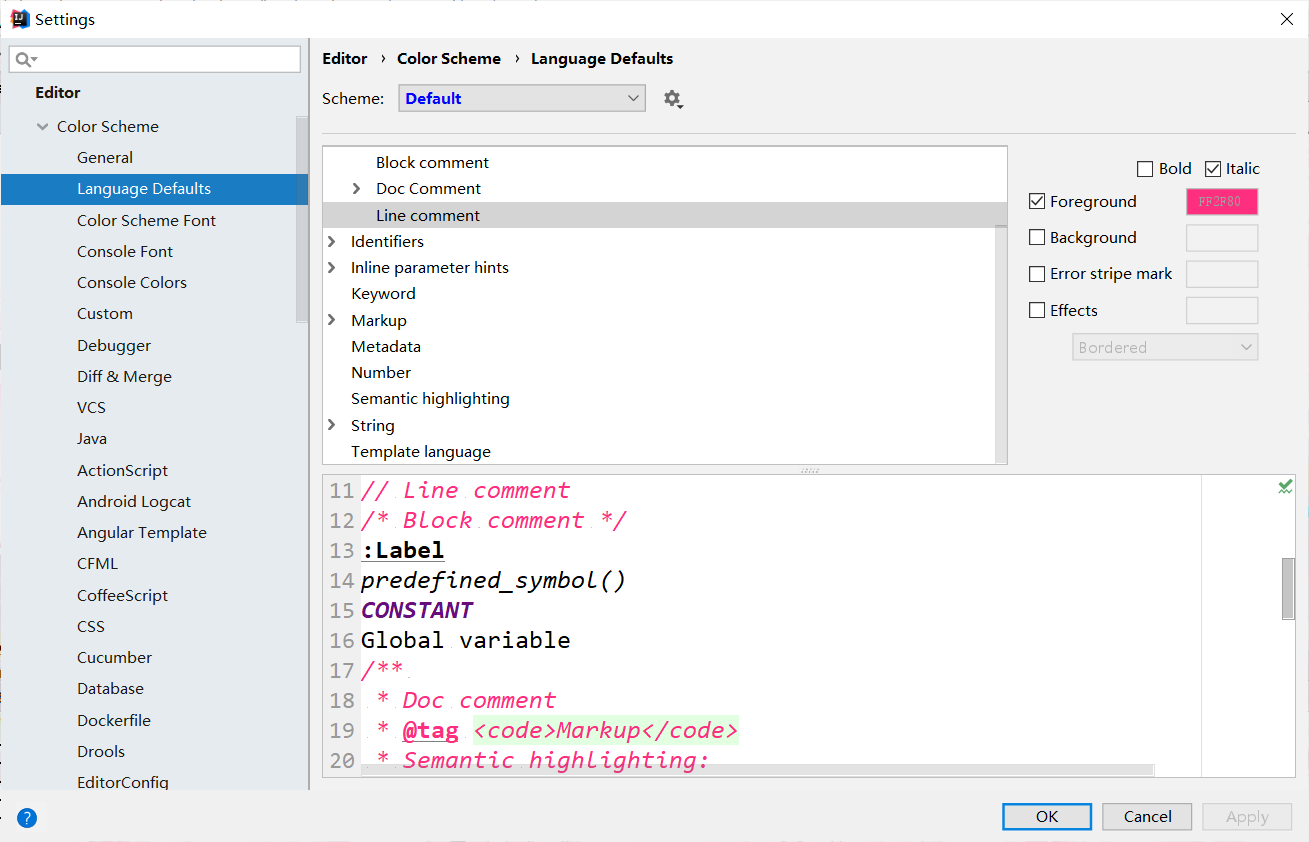 Settings
Editor
Color Scheme
General
Language Defaults
Color Scheme Font
Console Font
Console Colors
Custom
Debugger
Diff & Merge
VCS
Java
ActionScript
Android Logcat
Angular Template
CFML
CoffeeScript
CSS
Cucumber
Database
Dockerfile
Drools
EditorConfig
Editor › Color Scheme › Language Defaults
Scheme: Default
Block comment
Doc Comment
Line comment
Identifiers
Inline parameter hints
Keyword
Markup
Metadata
Number
Semantic highlighting
String
Template language
Bold Italic
Foreground FF2F80
Background
Error stripe mark
Effects
Bordered
11 // Line comment
12 /* Block comment */
13 :Label
14 predefined_symbol()
15 CONSTANT
16 Global variable
17 /**
18 * Doc comment
19 * @tag <code>Markup</code>
20 * Semantic highlighting:
? OK Cancel Apply